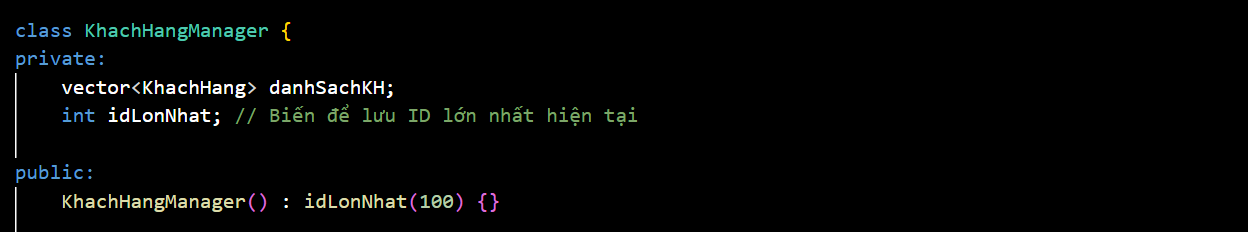 class KhachHangManager {
private:
    vector<KhachHang> danhSachKH;
    int idLonNhat; // Biến để lưu ID lớn nhất hiện tại
public:
    KhachHangManager() : idLonNhat(100) {}